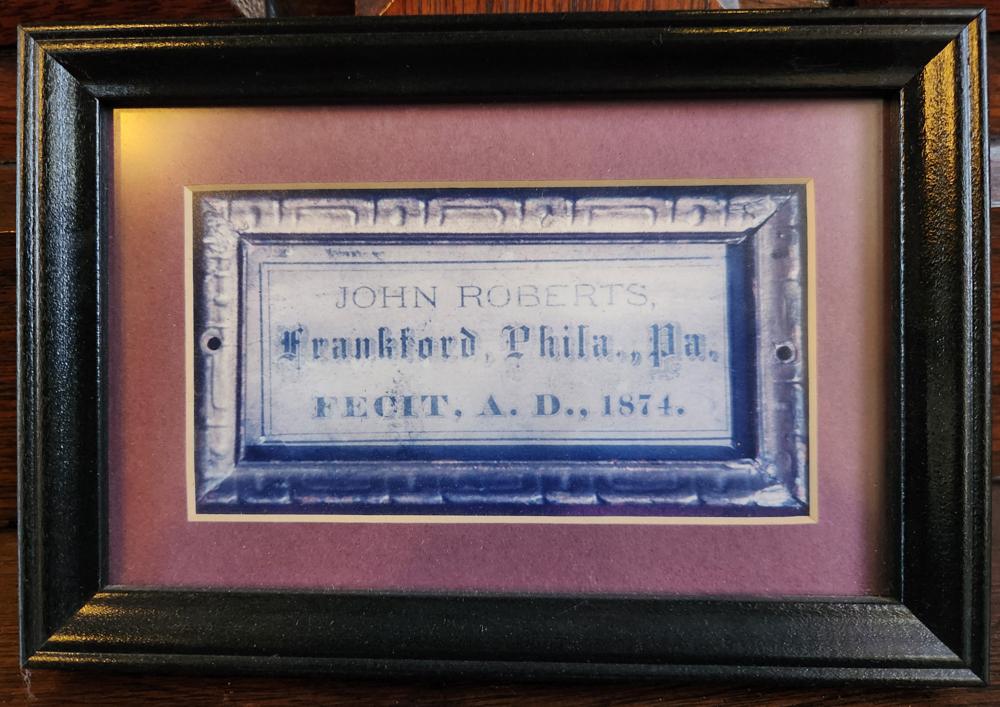 JOHN ROBERTS,
Frankford, Phila., Pa.
FECIT, A. D., 1874.